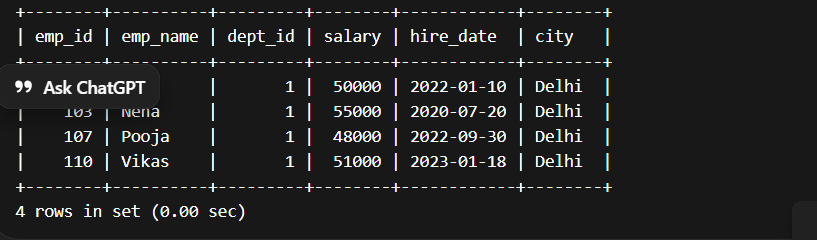 +--------+----------+---------+--------+------------+--------+
| emp_id | emp_name | dept_id | salary | hire_date  | city   |
+--------+----------+---------+--------+------------+--------+
Ask ChatGPT |       1 |  50000 | 2022-01-10 | Delhi  |
|    103 | Neha     |       1 |  55000 | 2020-07-20 | Delhi  |
|    107 | Pooja    |       1 |  48000 | 2022-09-30 | Delhi  |
|    110 | Vikas    |       1 |  51000 | 2023-01-18 | Delhi  |
+--------+----------+---------+--------+------------+--------+
4 rows in set (0.00 sec)